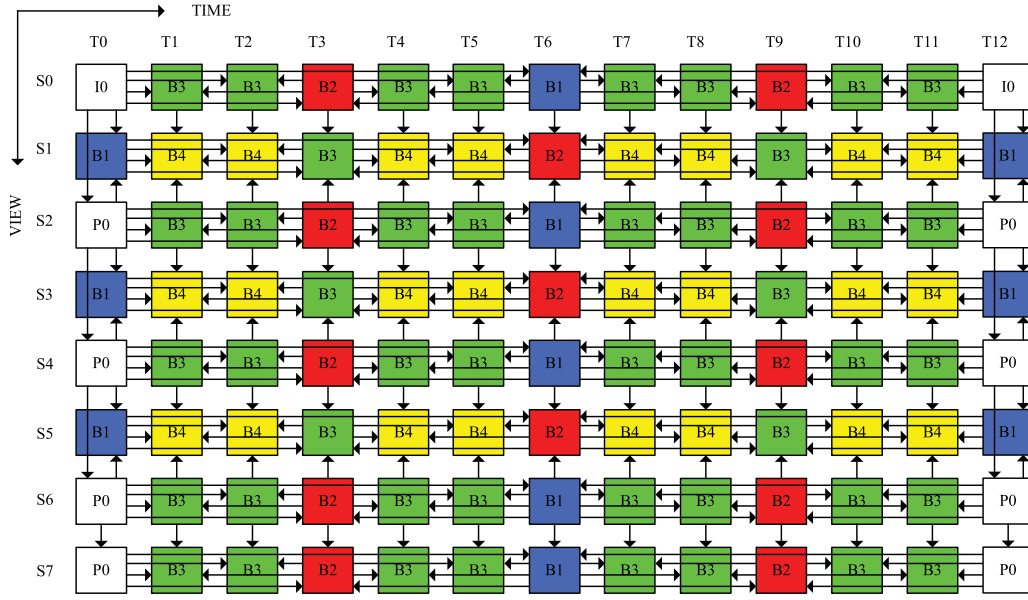 TIME
T0 T1 T2 T3 T4 T5 T6 T7 T8 T9 T10 T11 T12
S0 I0 B3 B3 B2 B3 B3 B1 B3 B3 B2 B3 B3 I0
S1 B1 B4 B4 B3 B4 B4 B2 B4 B4 B3 B4 B4 B1
VIEW
S2 P0 B3 B3 B2 B3 B3 B1 B3 B3 B2 B3 B3 P0
S3 B1 B4 B4 B3 B4 B4 B2 B4 B4 B3 B4 B4 B1
S4 P0 B3 B3 B2 B3 B3 B1 B3 B3 B2 B3 B3 P0
S5 B1 B4 B4 B3 B4 B4 B2 B4 B4 B3 B4 B4 B1
S6 P0 B3 B3 B2 B3 B3 B1 B3 B3 B2 B3 B3 P0
S7 P0 B3 B3 B2 B3 B3 B1 B3 B3 B2 B3 B3 P0